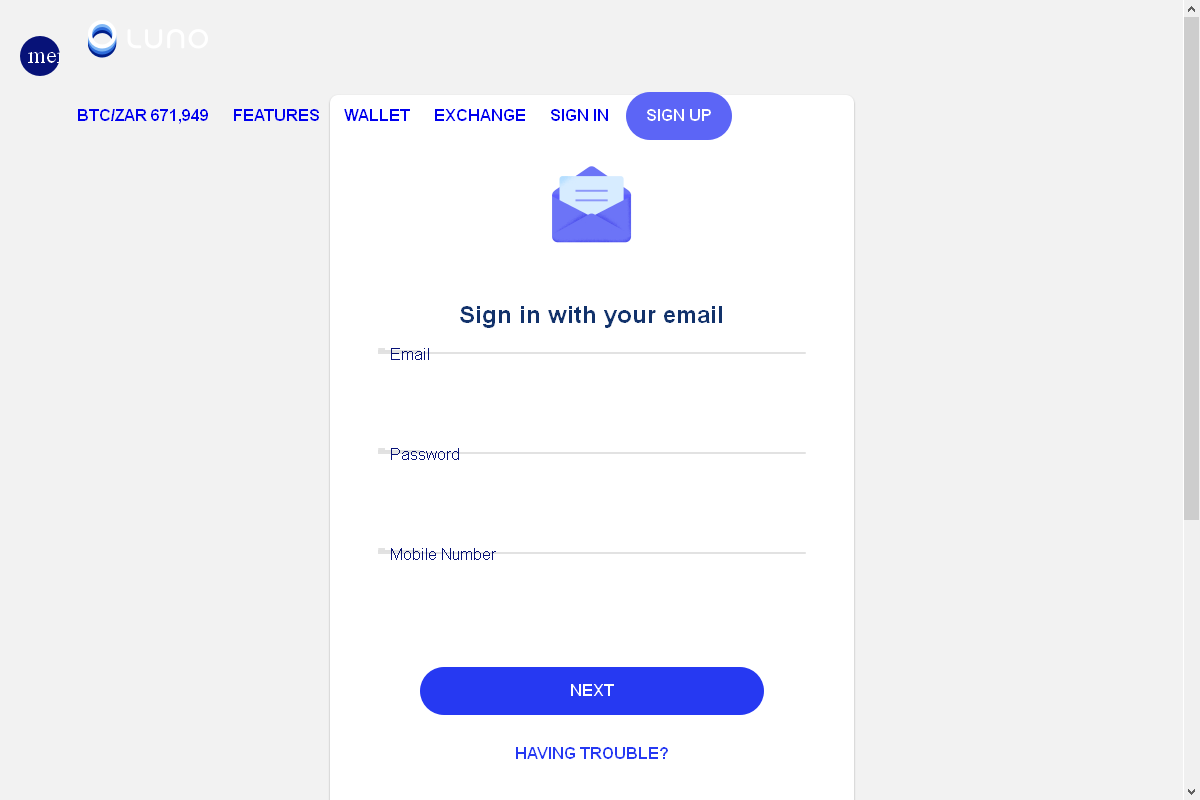 LUNO
BTC/ZAR 671,949 FEATURES WALLET EXCHANGE SIGN IN SIGN UP
Sign in with your email
Email
Password
Mobile Number
NEXT
HAVING TROUBLE?